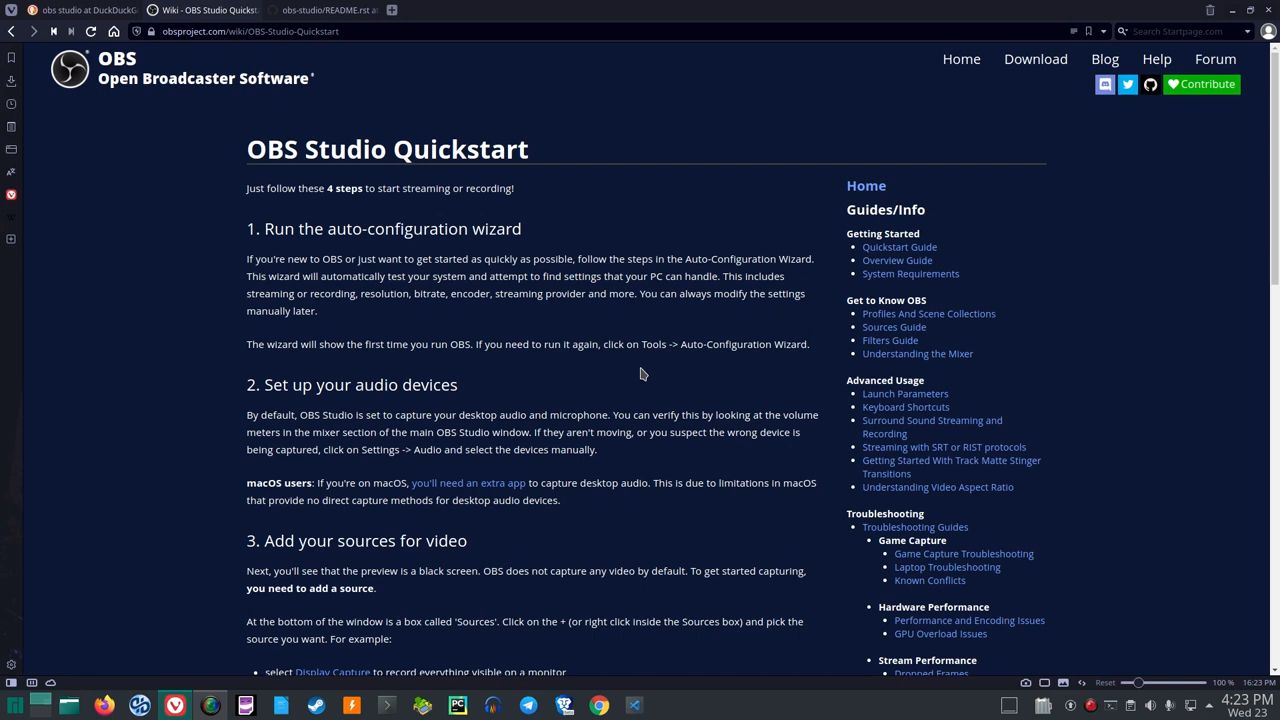 obs studio at DuckDuckG
Wiki - OBS Studio Quickst
obs-studio/README.rst a
obsproject.com/wiki/OBS-Studio-Quickstart
Search Startpage.com
OBS
Open Broadcaster Software
Home
Download
Blog
Help
Forum
Contribute
OBS Studio Quickstart
Just follow these 4 steps to start streaming or recording!
1. Run the auto-configuration wizard
If you're new to OBS or just want to get started as quickly as possible, follow the steps in the Auto-Configuration Wizard.
This wizard will automatically test your system and attempt to find settings that your PC can handle. This includes
streaming or recording, resolution, bitrate, encoder, streaming provider and more. You can always modify the settings
manually later.
The wizard will show the first time you run OBS. If you need to run it again, click on Tools -> Auto-Configuration Wizard.
2. Set up your audio devices
By default, OBS Studio is set to capture your desktop audio and microphone. You can verify this by looking at the volume
meters in the mixer section of the main OBS Studio window. If they aren't moving, or you suspect the wrong device is
being captured, click on Settings -> Audio and select the devices manually.
macOS users: If you're on macOS, you'll need an extra app to capture desktop audio. This is due to limitations in macOS
that provide no direct capture methods for desktop audio devices.
3. Add your sources for video
Next, you'll see that the preview is a black screen. OBS does not capture any video by default. To get started capturing,
you need to add a source.
At the bottom of the window is a box called 'Sources'. Click on the + (or right click inside the Sources box) and pick the
source you want. For example:
select Display Capture to record everything visible on a monitor
Home
Guides/Info
Getting Started
Quickstart Guide
Overview Guide
System Requirements
Get to Know OBS
Profiles And Scene Collections
Sources Guide
Filters Guide
Understanding the Mixer
Advanced Usage
Launch Parameters
Keyboard Shortcuts
Surround Sound Streaming and
Recording
Streaming with SRT or RIST protocols
Getting Started With Track Matte Stinger
Transitions
Understanding Video Aspect Ratio
Troubleshooting
Troubleshooting Guides
Game Capture
Game Capture Troubleshooting
Laptop Troubleshooting
Known Conflicts
Hardware Performance
Performance and Encoding Issues
GPU Overload Issues
Stream Performance
Dropped Frames
Reset
100 %
16:23 PM
4:23 PM
Wed 23